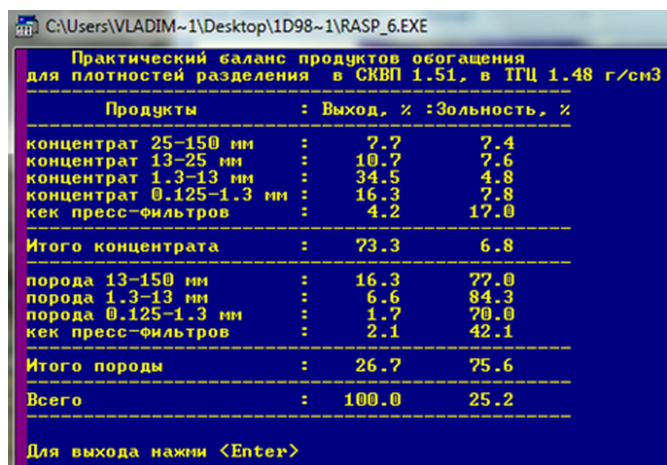 C:\Users\VLADIM~1\Desktop\1D98~1\RASP_6.EXE
Практический баланс продуктов обогащения
для плотностей разделения в СКВП 1.51, в ТГЦ 1.48 г/см3
Продукты : Выход, % :Зольность, %
концентрат 25-150 мм : 7.7 7.4
концентрат 13-25 мм : 10.7 7.6
концентрат 1.3-13 мм : 34.5 4.8
концентрат 0.125-1.3 мм : 16.3 7.8
кек пресс-фильтров : 4.2 17.0
Итого концентрата : 73.3 6.8
порода 13-150 мм : 16.3 77.0
порода 1.3-13 мм : 6.6 84.3
порода 0.125-1.3 мм : 1.7 70.0
кек пресс-фильтров : 2.1 42.1
Итого породы : 26.7 75.6
Всего : 100.0 25.2
Для выхода нажми <Enter>